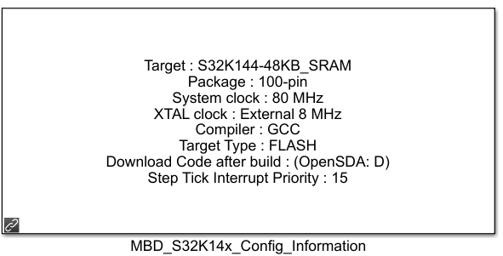 Target : S32K144-48KB_SRAM
Package : 100-pin
System clock : 80 MHz
XTAL clock : External 8 MHz
Compiler : GCC
Target Type : FLASH
Download Code after build : (OpenSDA: D)
Step Tick Interrupt Priority : 15
MBD_S32K14x_Config_Information